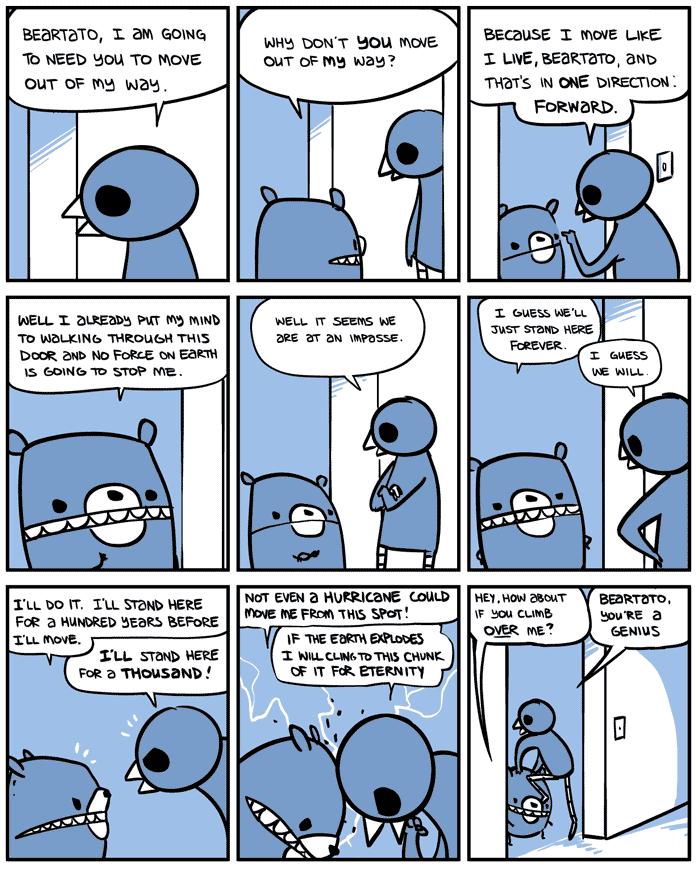 BEARTATO, I AM GOING
TO NEED YOU TO MOVE
OUT OF MY WAY.
WHY DON'T YOU MOVE
OUT OF MY WAY?
BECAUSE I MOVE LIKE
I LIVE, BEARTATO, AND
THAT'S IN ONE DIRECTION:
FORWARD.
WELL I ALREADY PUT MY MIND
TO WALKING THROUGH THIS
DOOR AND NO FORCE ON EARTH
IS GOING TO STOP ME.
WELL IT SEEMS WE
ARE AT AN IMPASSE.
I GUESS WE'LL
JUST STAND HERE
FOREVER.
I GUESS
WE WILL.
I'LL DO IT. I'LL STAND HERE
FOR A HUNDRED YEARS BEFORE
I'LL MOVE.
I'LL STAND HERE
FOR A THOUSAND!
NOT EVEN A HURRICANE COULD
MOVE ME FROM THIS SPOT!
IF THE EARTH EXPLODES
I WILL CLING TO THIS CHUNK
OF IT FOR ETERNITY
HEY, HOW ABOUT
IF YOU CLIMB
OVER ME?
BEARTATO,
YOU'RE A
GENIUS